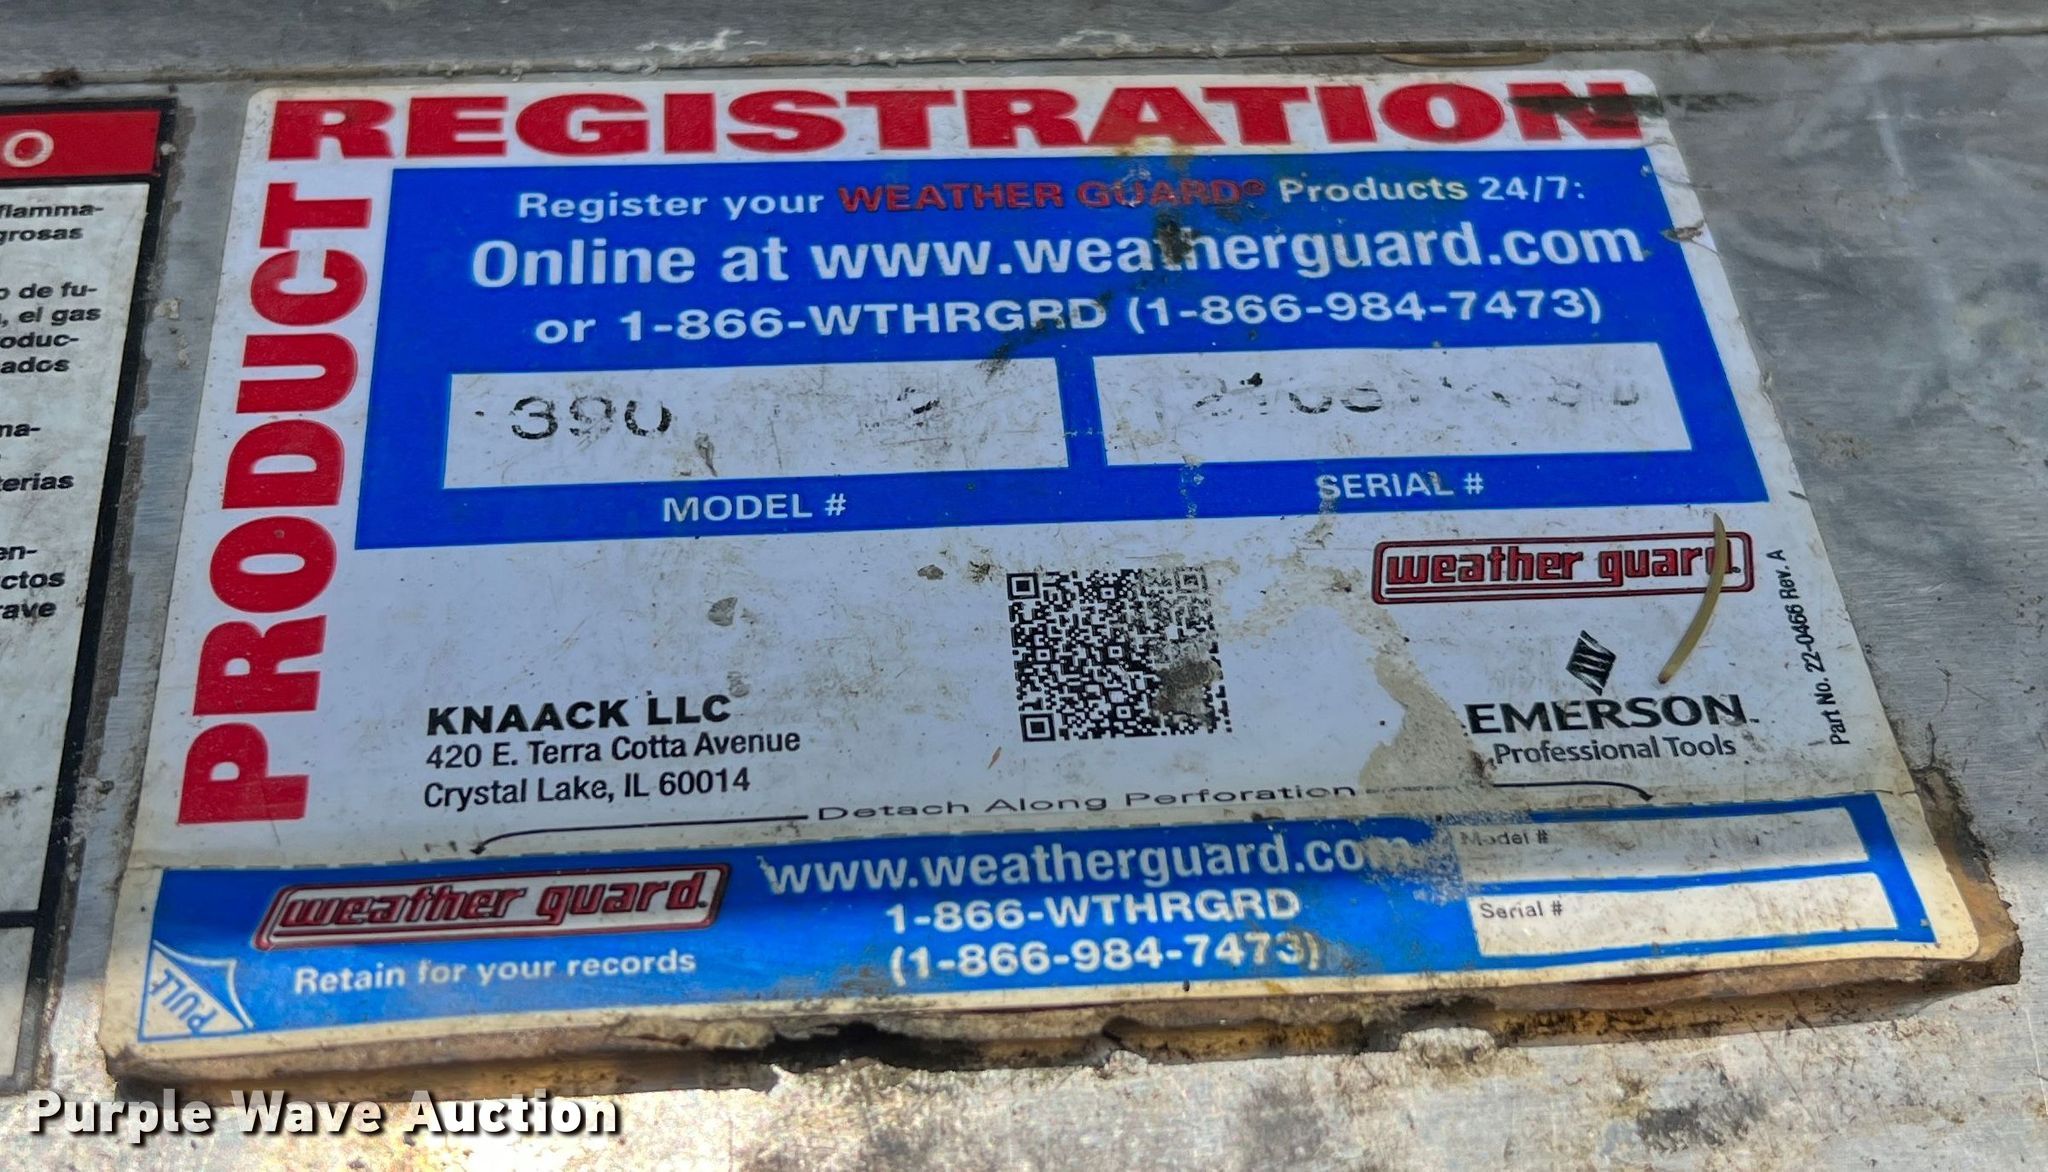 O
flamma-
grosas
o de fu-
, el gas
oduc-
ados
na-
terias
en-
ctos
rave
PRODUCT REGISTRATION
Register your WEATHER GUARD® Products 24/7:
Online at www.weatherguard.com
or 1-866-WTHRGRD (1-866-984-7473)
390
MODEL #
SERIAL #
weather guard.
Part No. 22-0466 Rev. A
KNAACK LLC
420 E. Terra Cotta Avenue
Crystal Lake, IL 60014
EMERSON.
Professional Tools
Detach Along Perforation
weather guard.
Retain for your records
PULL
www.weatherguard.com
1-866-WTHRGRD
(1-866-984-7473)
Model #
Serial #
Purple Wave Auction